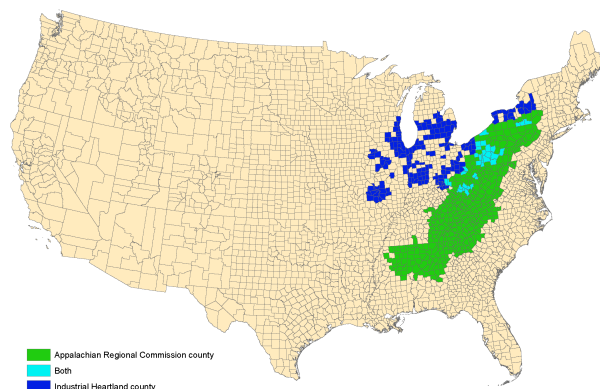 Appalachian Regional Commission county
Both
Industrial Heartland county